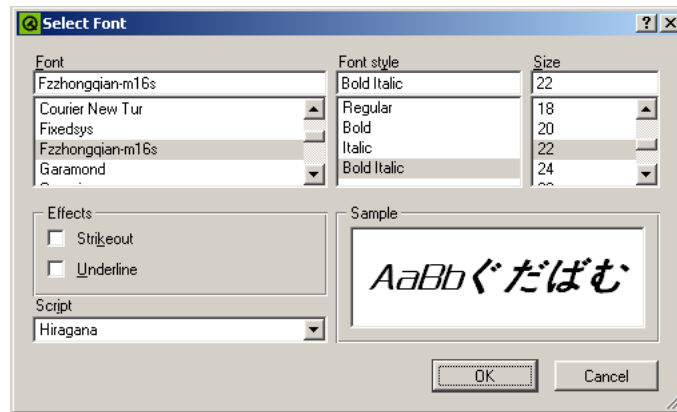 Select Font
Font
Font style
Size
Fzzhongqian-m16s
Bold Italic
22
Courier New Tur
Fixedsys
Fzzhongqian-m16s
Garamond
Regular
Bold
Italic
Bold Italic
18
20
22
24
Effects
Strikeout
Underline
Sample
AaBbぐだばむ
Script
Hiragana
OK
Cancel